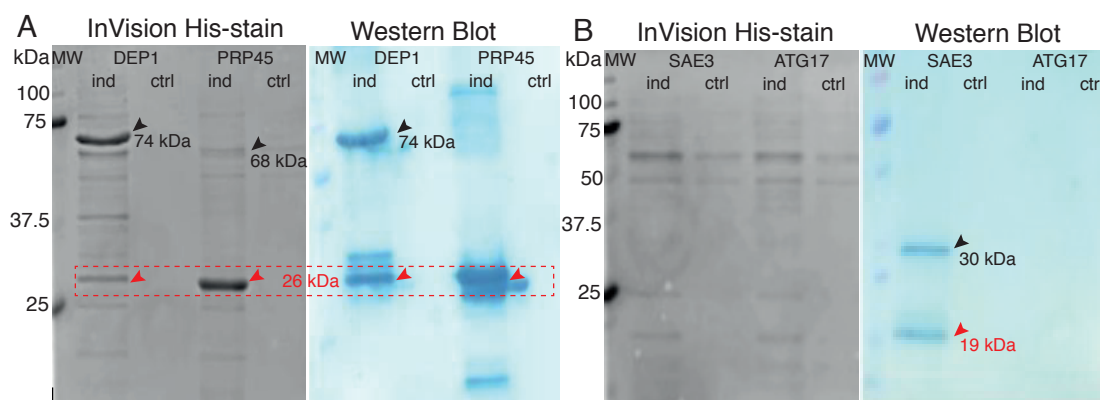 A
InVision His-stain
Western Blot
kDa
MW
DEP1
PRP45
DEP1
PRP45
ind
ctrl
ind
ctrl
ind
ctrl
ind
ctrl
100
75
74 kDa
68 kDa
74 kDa
37.5
26 kDa
25
B
InVision His-stain
Western Blot
kDa
MW
SAE3
ATG17
MW
SAE3
ATG17
ind
ctrl
ind
ctrl
ind
ctrl
ind
ctrl
100
75
50
37.5
30 kDa
25
19 kDa